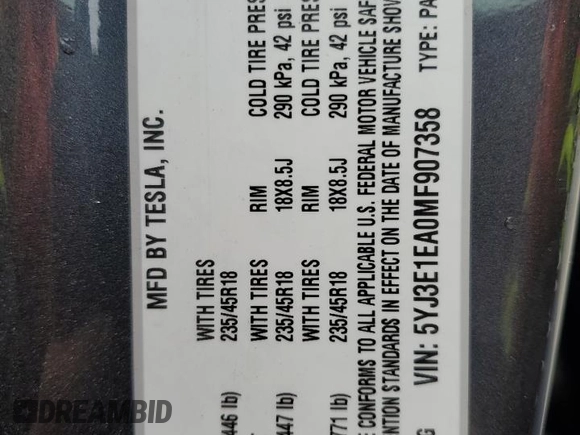 MFD BY TESLA, INC.
WITH TIRES
446 lb) 235/45R18
WITH TIRES RIM COLD TIRE PRES
447 lb) 235/45R18 18X8.5J 290 kPa, 42 psi
WITH TIRES RIM COLD TIRE PRES
771 lb) 235/45R18 18X8.5J 290 kPa, 42 psi
E CONFORMS TO ALL APPLICABLE U.S. FEDERAL MOTOR VEHICLE SAF
NTION STANDARDS IN EFFECT ON THE DATE OF MANUFACTURE SHOW
G VIN: 5YJ3E1EA0MF907358 TYPE: PA
DREAMBID